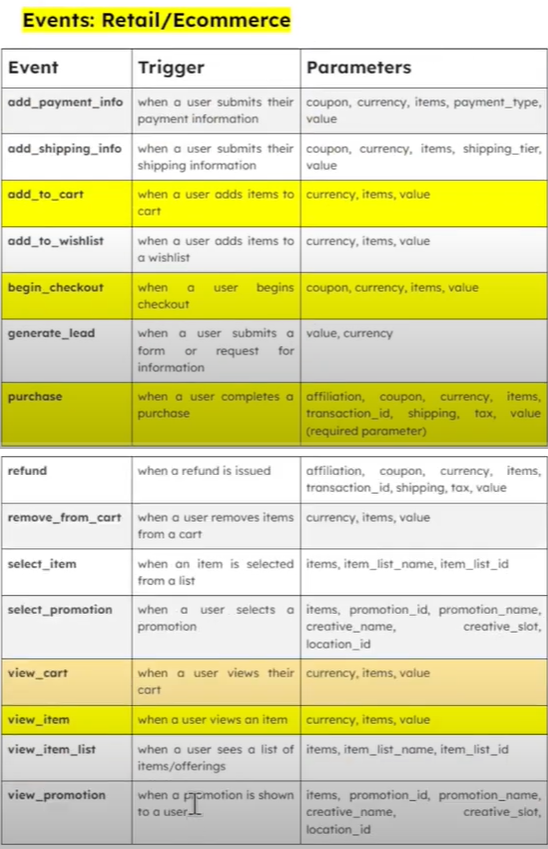 Events: Retail/Ecommerce
Event Trigger Parameters
add_payment_info when a user submits their coupon, currency, items, payment_type,
payment information value
add_shipping_info when a user submits their coupon, currency, items, shipping_tier,
shipping information value
add_to_cart when a user adds items to currency, items, value
cart
add_to_wishlist when a user adds items to currency, items, value
a wishlist
begin_checkout when a user begins coupon, currency, items, value
checkout
generate_lead when a user submits a value, currency
form or request for
information
purchase when a user completes a affiliation, coupon, currency, items,
purchase transaction_id, shipping, tax, value
(required parameter)
refund when a refund is issued affiliation, coupon, currency, items,
transaction_id, shipping, tax, value
remove_from_cart when a user removes items currency, items, value
from a cart
select_item when an item is selected items, item_list_name, item_list_id
from a list
select_promotion when a user selects a items, promotion_id, promotion_name,
promotion creative_name, creative_slot,
location_id
view_cart when a user views their currency, items, value
cart
view_item when a user views an item currency, items, value
view_item_list when a user sees a list of items, item_list_name, item_list_id
items/offerings
view_promotion when a promotion is shown items, promotion_id, promotion_name,
to a user creative_name, creative_slot,
location_id